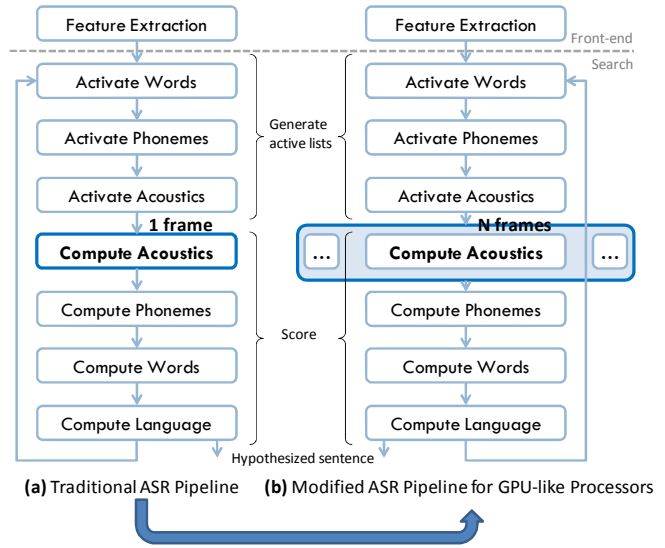 Feature Extraction
Feature Extraction
Front-end
Search
Activate Words
Activate Words
Generate
active lists
Activate Phonemes
Activate Phonemes
Activate Acoustics
Activate Acoustics
1 frame
N frames
Compute Acoustics
...
Compute Acoustics
...
Compute Phonemes
Compute Phonemes
Score
Compute Words
Compute Words
Compute Language
Compute Language
Hypothesized sentence
(a) Traditional ASR Pipeline
(b) Modified ASR Pipeline for GPU-like Processors